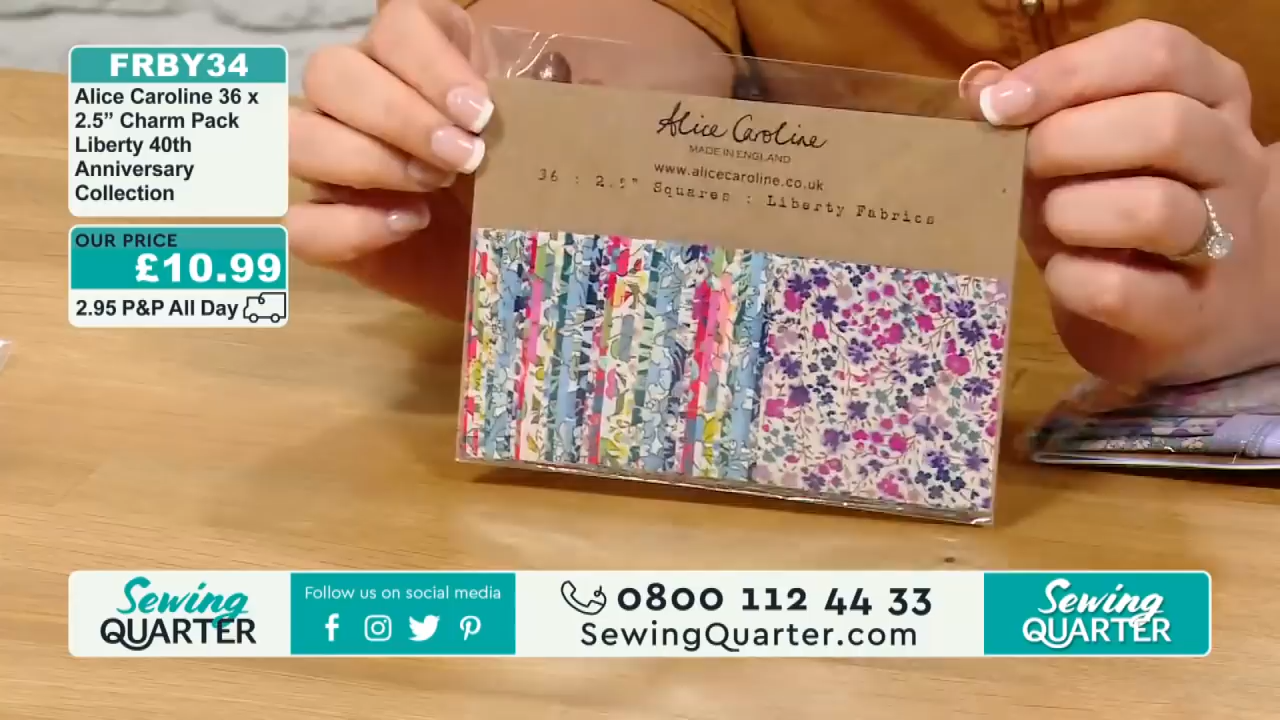 FRBY34
Alice Caroline 36 x
2.5” Charm Pack
Liberty 40th
Anniversary
Collection
OUR PRICE
£10.99
2.95 P&P All Day
Alice Caroline
MADE IN ENGLAND
www.alicecaroline.co.uk
36 : 2.5" Squares : Liberty Fabrics
Sewing
QUARTER
Follow us on social media
0800 112 44 33
SewingQuarter.com
Sewing
QUARTER